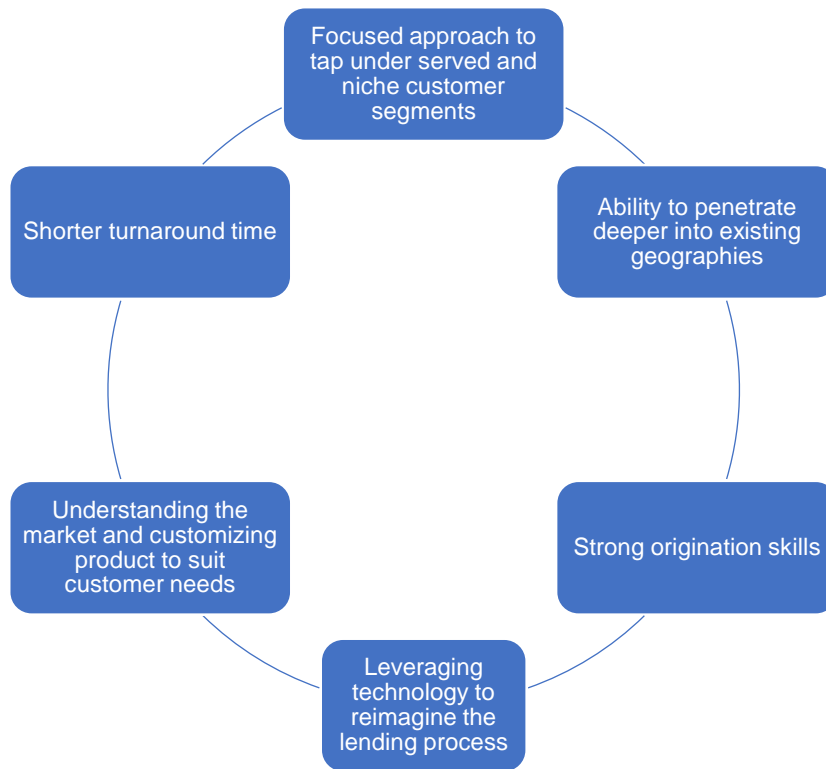 Focused approach to
tap under served and
niche customer
segments
Ability to penetrate
deeper into existing
geographies
Strong origination skills
Leveraging
technology to
reimagine the
lending process
Understanding the
market and customizing
product to suit
customer needs
Shorter turnaround time